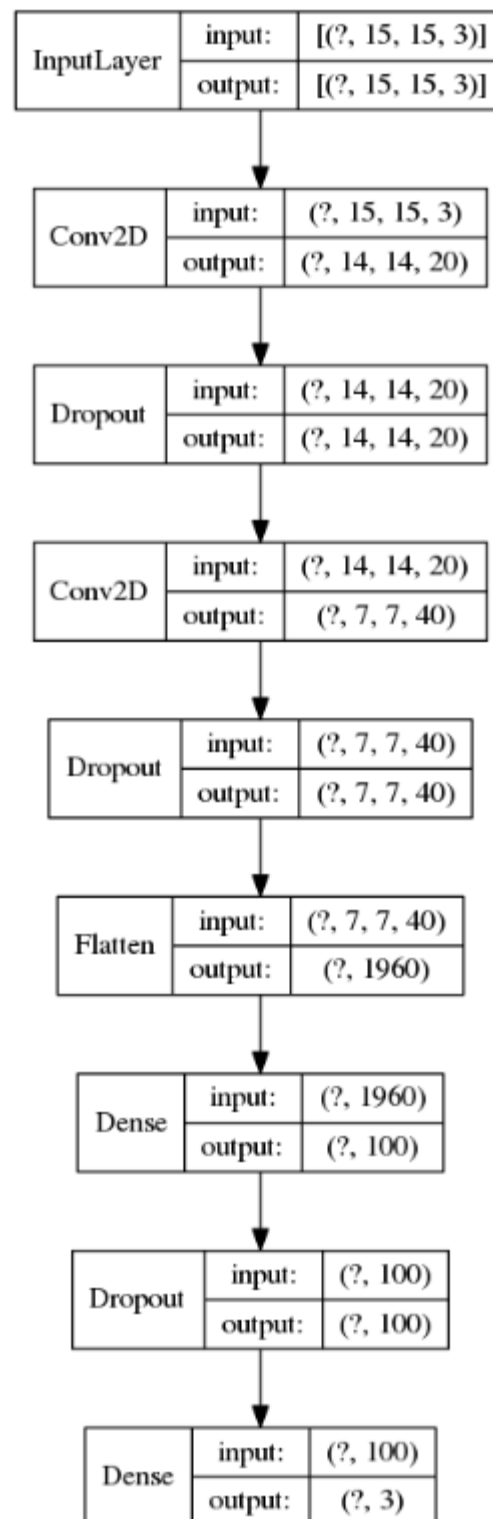 InputLayer input: [(?, 15, 15, 3)]
output: [(?, 15, 15, 3)]
Conv2D input: (?, 15, 15, 3)
output: (?, 14, 14, 20)
Dropout input: (?, 14, 14, 20)
output: (?, 14, 14, 20)
Conv2D input: (?, 14, 14, 20)
output: (?, 7, 7, 40)
Dropout input: (?, 7, 7, 40)
output: (?, 7, 7, 40)
Flatten input: (?, 7, 7, 40)
output: (?, 1960)
Dense input: (?, 1960)
output: (?, 100)
Dropout input: (?, 100)
output: (?, 100)
Dense input: (?, 100)
output: (?, 3)